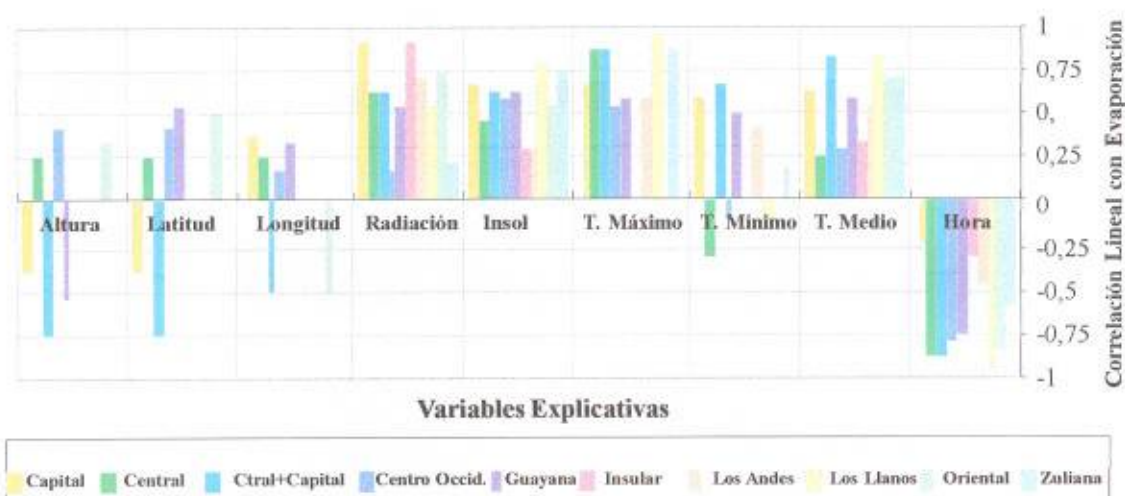 1
0,75
0,
0,25
0
-0,25
-0,5
-0,75
-1
Correlación Lineal con Evaporación
Altura Latitud Longitud Radiación Insol T. Máximo T. Mínimo T. Medio Hora
Variables Explicativas
Capital Central Ctral+Capital Centro Occid. Guayana Insular Los Andes Los Llanos Oriental Zuliana